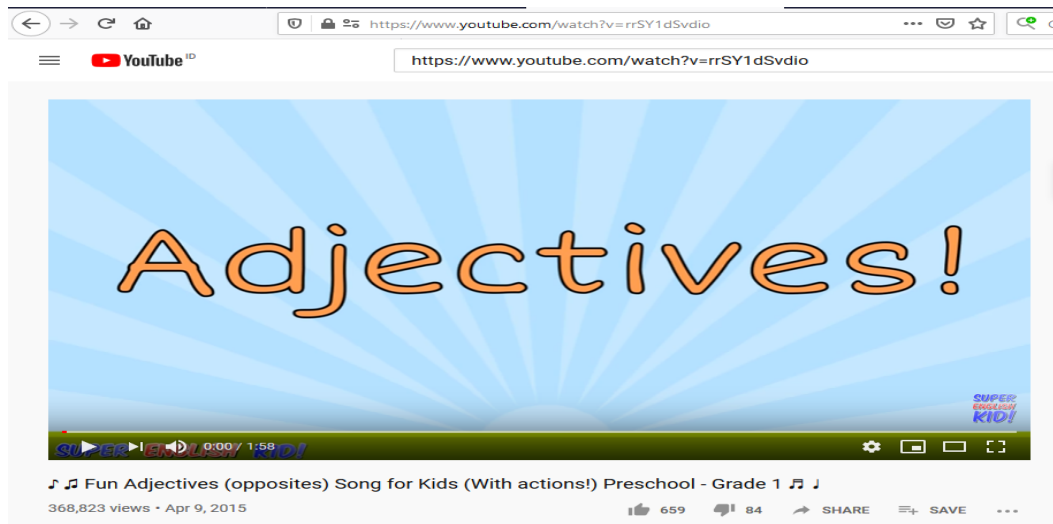 https://www.youtube.com/watch?v=rrSY1dSvdio
YouTube ID
https://www.youtube.com/watch?v=rrSY1dSvdio
Adjectives!
SUPER
ENGLISH
KID!
SUPER ENGLISH KID!
0:00 / 1:58
♪ ♫ Fun Adjectives (opposites) Song for Kids (With actions!) Preschool - Grade 1 ♬ ♩
368,823 views • Apr 9, 2015 659 84 SHARE SAVE